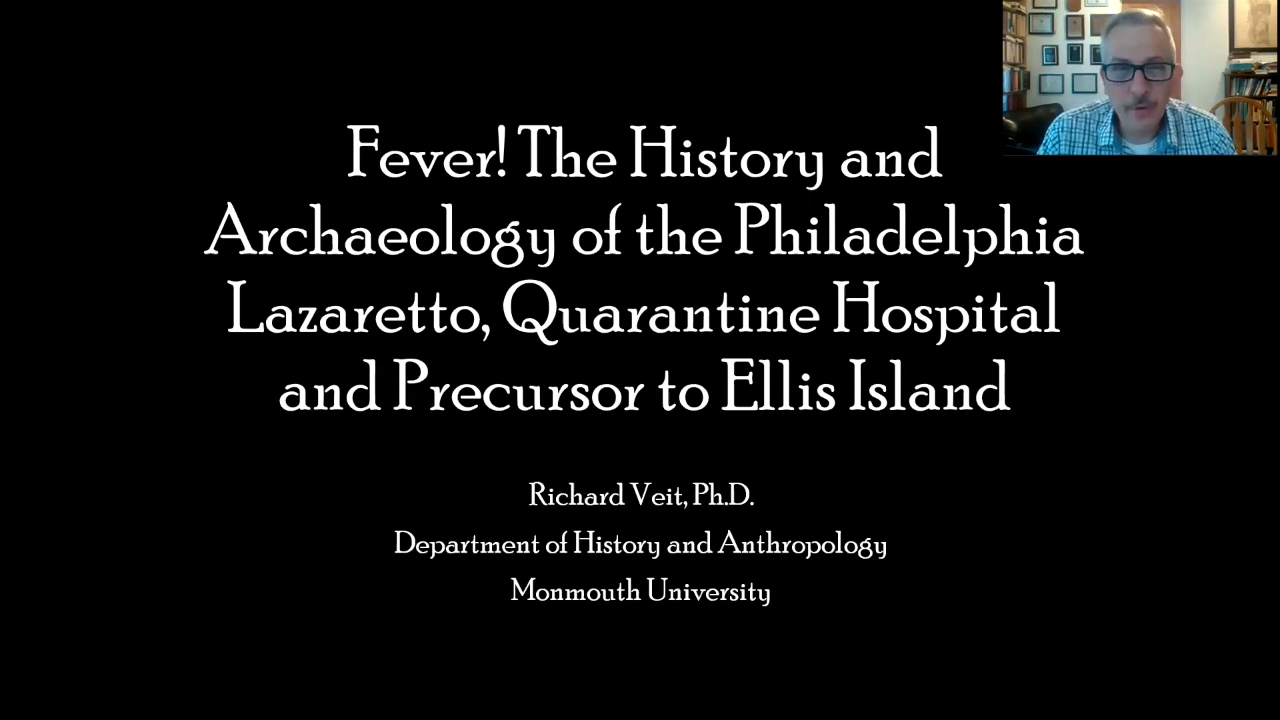 Fever! The History and
Archaeology of the Philadelphia
Lazaretto, Quarantine Hospital
and Precursor to Ellis Island
Richard Veit, Ph.D.
Department of History and Anthropology
Monmouth University